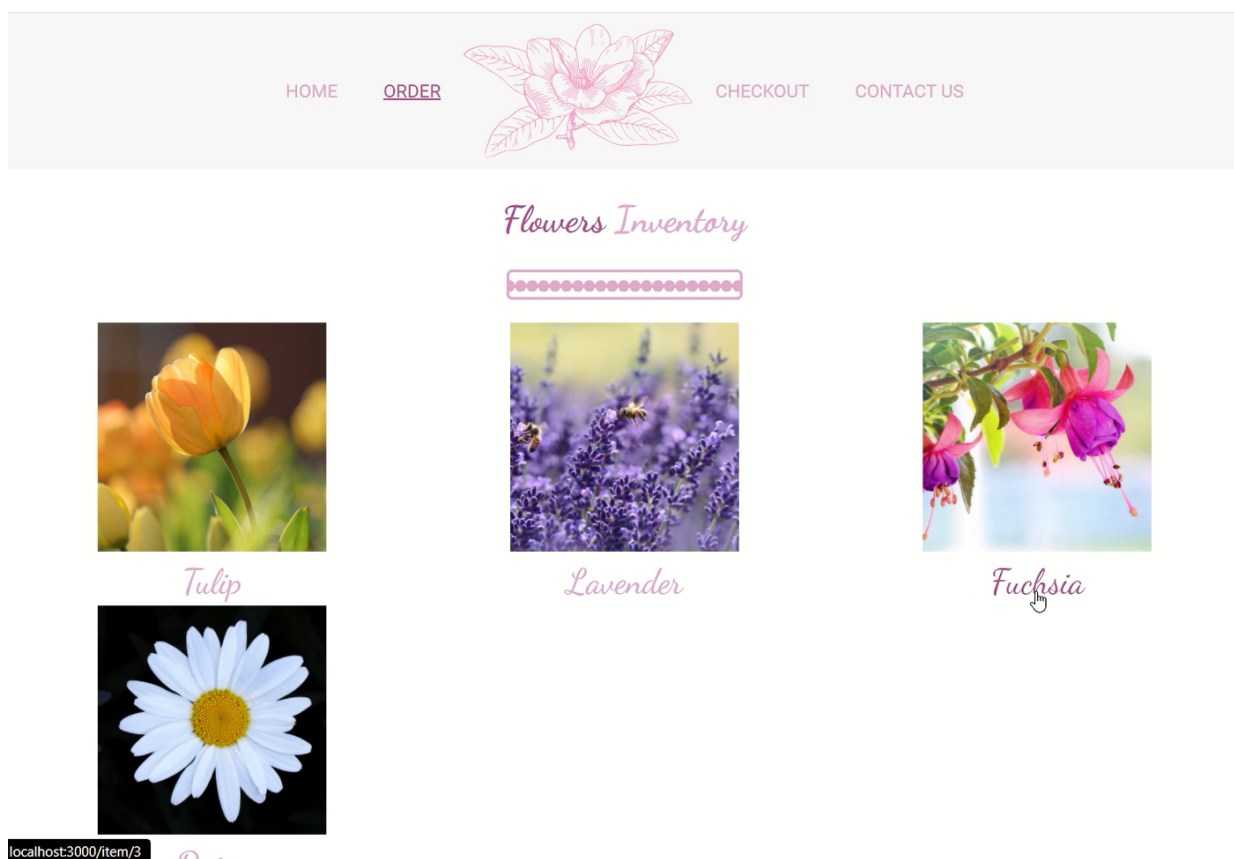 HOME ORDER CHECKOUT CONTACT US
Flowers Inventory
Tulip Lavender Fuchsia
localhost:3000/item/3